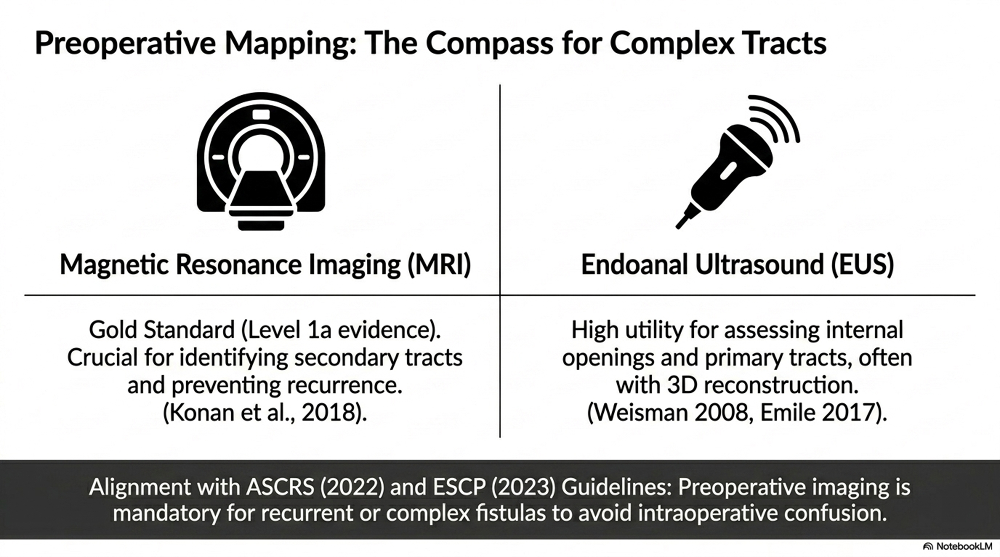 Preoperative Mapping: The Compass for Complex Tracts
Magnetic Resonance Imaging (MRI)
Gold Standard (Level 1a evidence).
Crucial for identifying secondary tracts
and preventing recurrence.
(Konan et al., 2018).
Endoanal Ultrasound (EUS)
High utility for assessing internal
openings and primary tracts, often
with 3D reconstruction.
(Weisman 2008, Emile 2017).
Alignment with ASCRS (2022) and ESCP (2023) Guidelines: Preoperative imaging is
mandatory for recurrent or complex fistulas to avoid intraoperative confusion.
NotebookLM